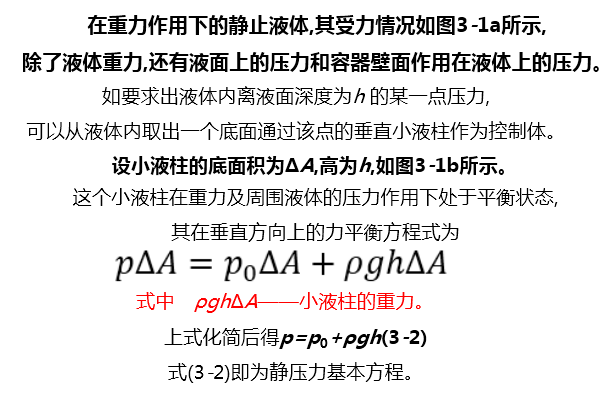 在重力作用下的静止液体,其受力情况如图3-1a所示,
除了液体重力,还有液面上的压力和容器壁面作用在液体上的压力。
如要求出液体内离液面深度为h 的某一点压力,
可以从液体内取出一个底面通过该点的垂直小液柱作为控制体。
设小液柱的底面积为ΔA,高为h,如图3-1b所示。
这个小液柱在重力及周围液体的压力作用下处于平衡状态,
其在垂直方向上的力平衡方程式为
pΔA = p₀ΔA + ρghΔA
式中 ρghΔA——小液柱的重力。
上式化简后得p=p₀+ρgh(3-2)
式(3-2)即为静压力基本方程。